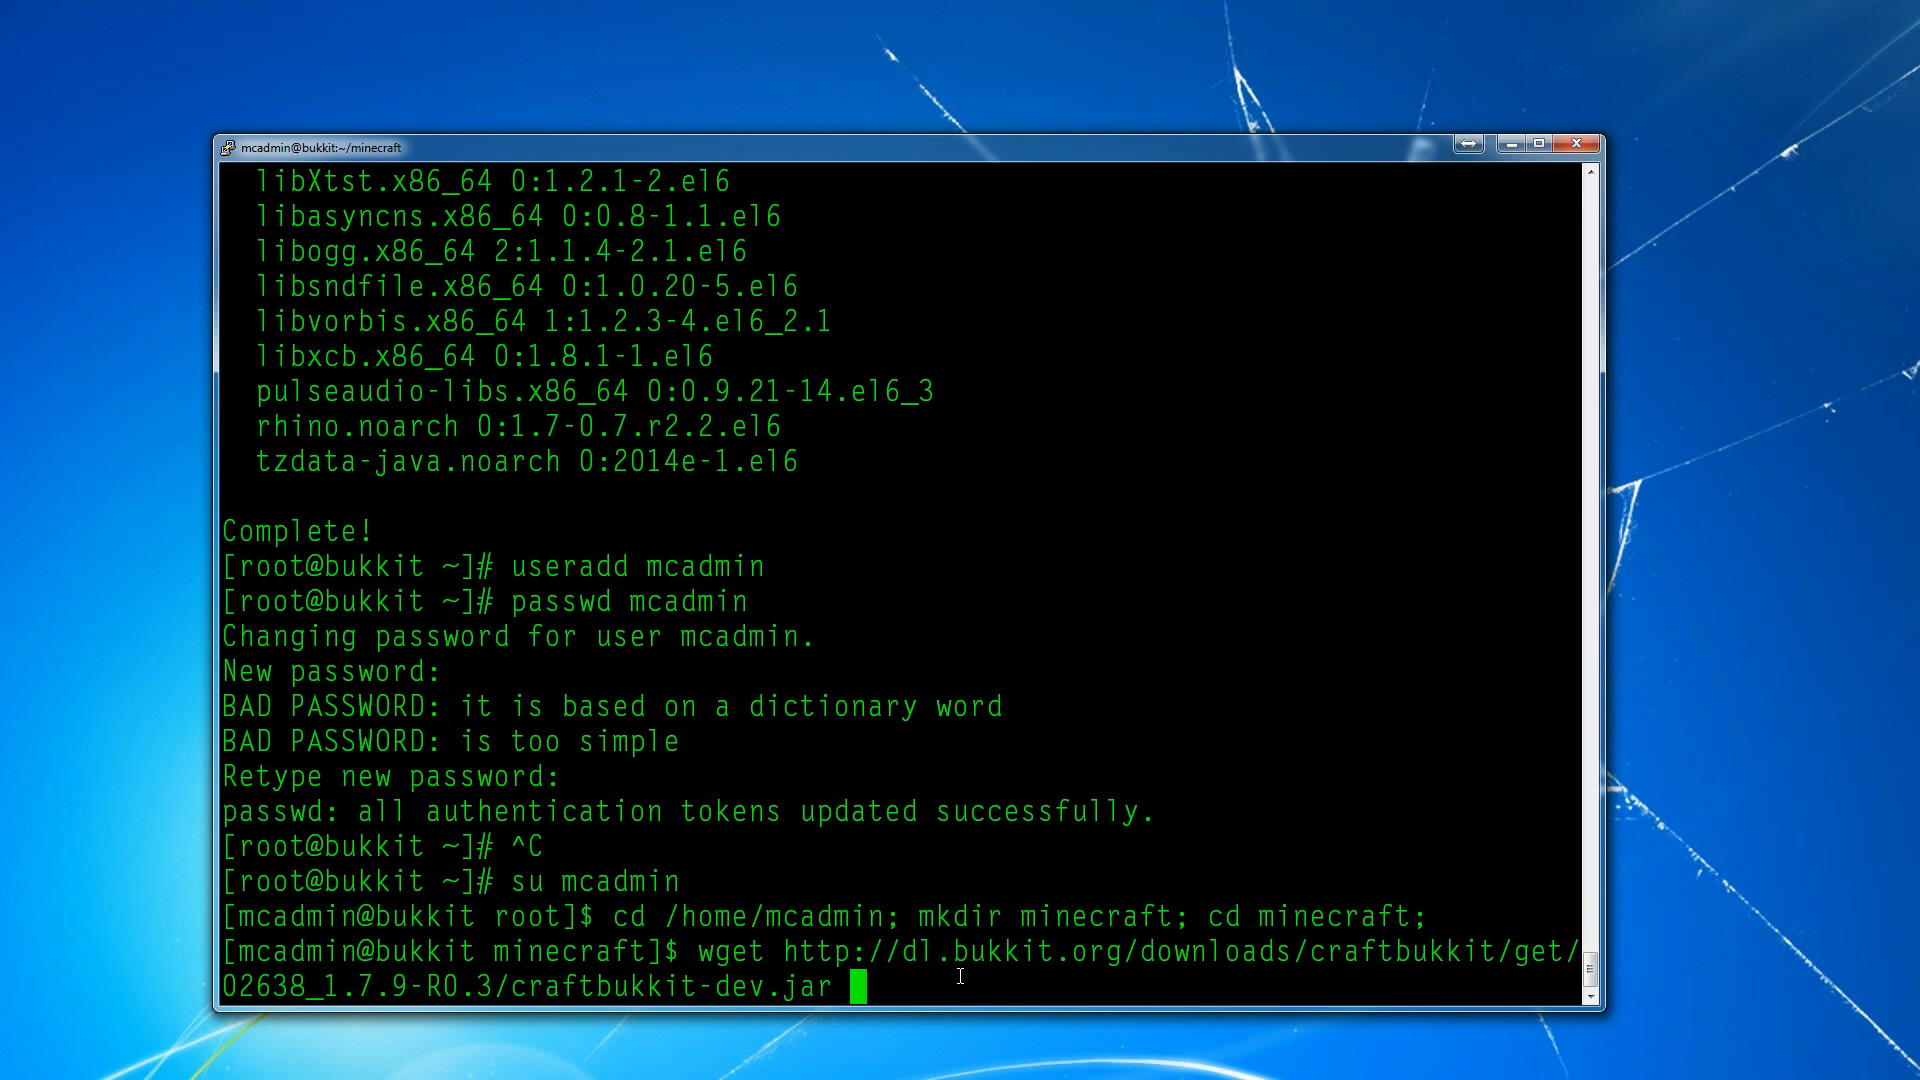 mcadmin@bukkit:~/minecraft
libXtst.x86_64 0:1.2.1-2.el6
libasyncns.x86_64 0:0.8-1.1.el6
libogg.x86_64 2:1.1.4-2.1.el6
libsndfile.x86_64 0:1.0.20-5.el6
libvorbis.x86_64 1:1.2.3-4.el6_2.1
libxcb.x86_64 0:1.8.1-1.el6
pulseaudio-libs.x86_64 0:0.9.21-14.el6_3
rhino.noarch 0:1.7-0.7.r2.2.el6
tzdata-java.noarch 0:2014e-1.el6
Complete!
[root@bukkit ~]# useradd mcadmin
[root@bukkit ~]# passwd mcadmin
Changing password for user mcadmin.
New password:
BAD PASSWORD: it is based on a dictionary word
BAD PASSWORD: is too simple
Retype new password:
passwd: all authentication tokens updated successfully.
[root@bukkit ~]# ^C
[root@bukkit ~]# su mcadmin
[mcadmin@bukkit root]$ cd /home/mcadmin; mkdir minecraft; cd minecraft;
[mcadmin@bukkit minecraft]$ wget http://dl.bukkit.org/downloads/craftbukkit/get/
02638_1.7.9-R0.3/craftbukkit-dev.jar